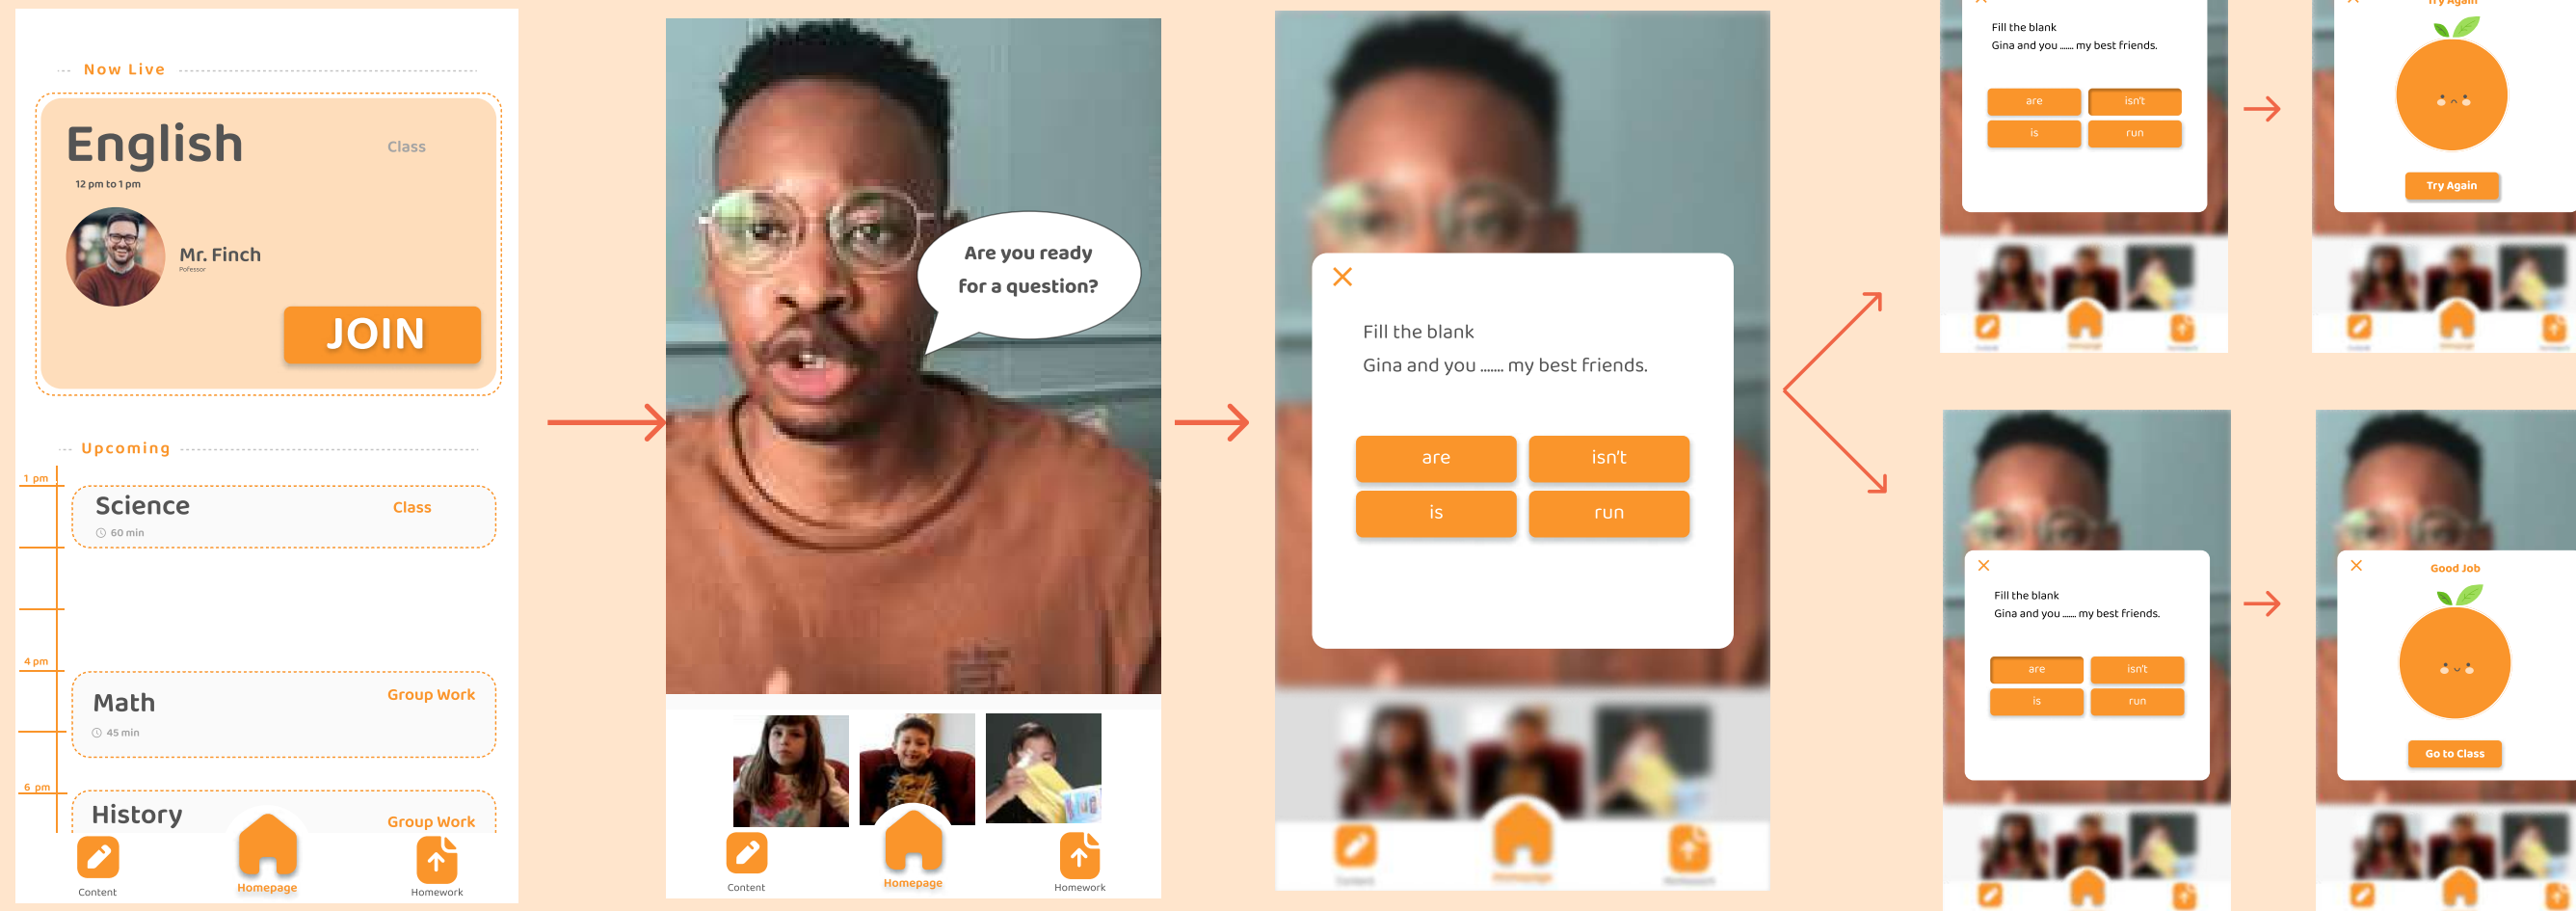 Now Live
English
Class
12 pm to 1 pm
Mr. Finch
Pofessor
JOIN
Upcoming
1 pm
Science
Class
60 min
4 pm
Math
Group Work
45 min
6 pm
History
Group Work
Content
Homepage
Homework
Are you ready
for a question?
Content
Homepage
Homework
Fill the blank
Gina and you ....... my best friends.
are
isn't
is
run
Fill the blank
Gina and you ....... my best friends.
are
isn't
is
run
Try Again
Try Again
Fill the blank
Gina and you ....... my best friends.
are
isn't
is
run
Good Job
Go to Class